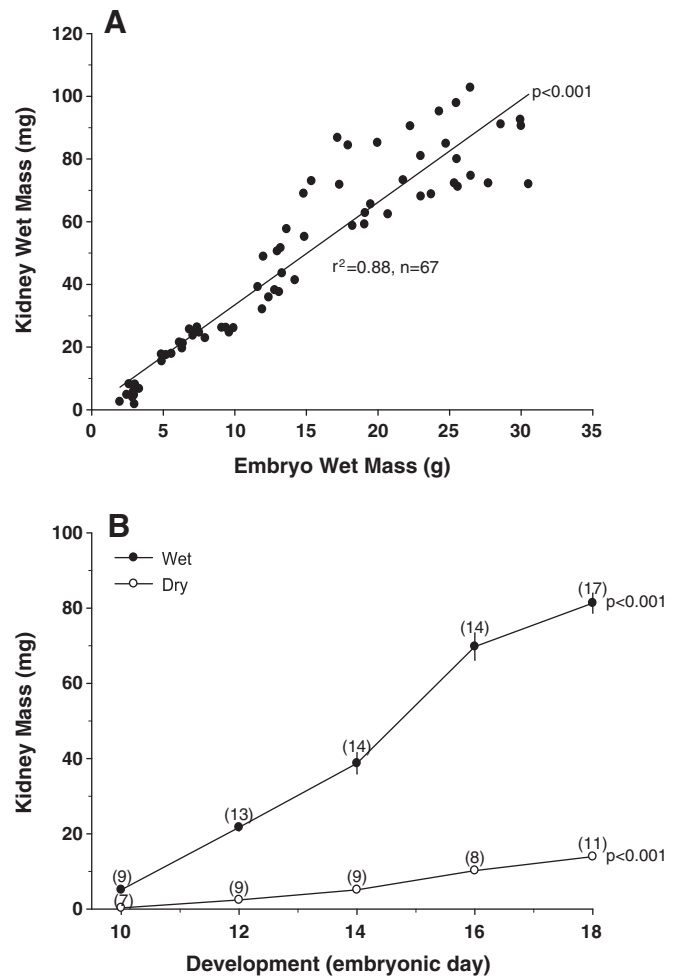 A
120
100
80
60
40
20
0
Kidney Wet Mass (mg)
p<0.001
r²=0.88, n=67
0 5 10 15 20 25 30 35
Embryo Wet Mass (g)
B
100
80
60
40
20
0
Kidney Mass (mg)
Wet
Dry
(9)
(13)
(14)
(14)
(17)
p<0.001
(7)
(9)
(9)
(8)
(11)
p<0.001
10 12 14 16 18
Development (embryonic day)